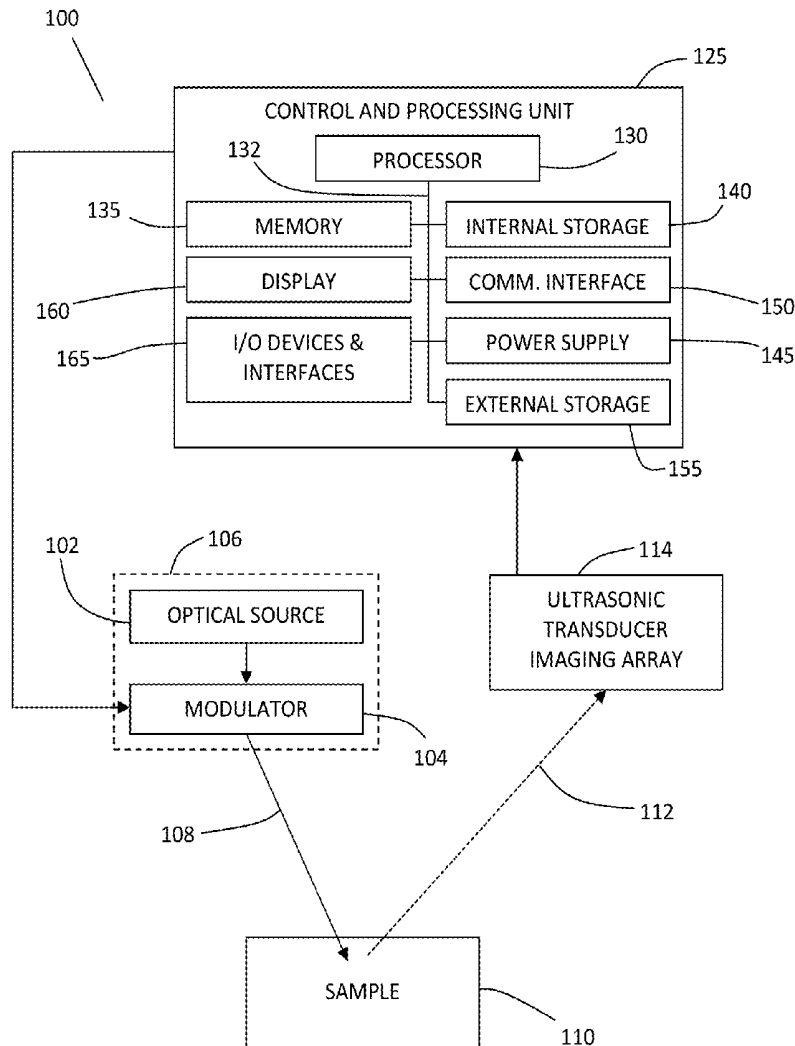 100
125
CONTROL AND PROCESSING UNIT
132
PROCESSOR
130
135
MEMORY
INTERNAL STORAGE
140
160
DISPLAY
COMM. INTERFACE
150
165
I/O DEVICES &
INTERFACES
POWER SUPPLY
145
EXTERNAL STORAGE
155
102
106
OPTICAL SOURCE
114
ULTRASONIC
TRANSDUCER
IMAGING ARRAY
MODULATOR
104
108
112
SAMPLE
110